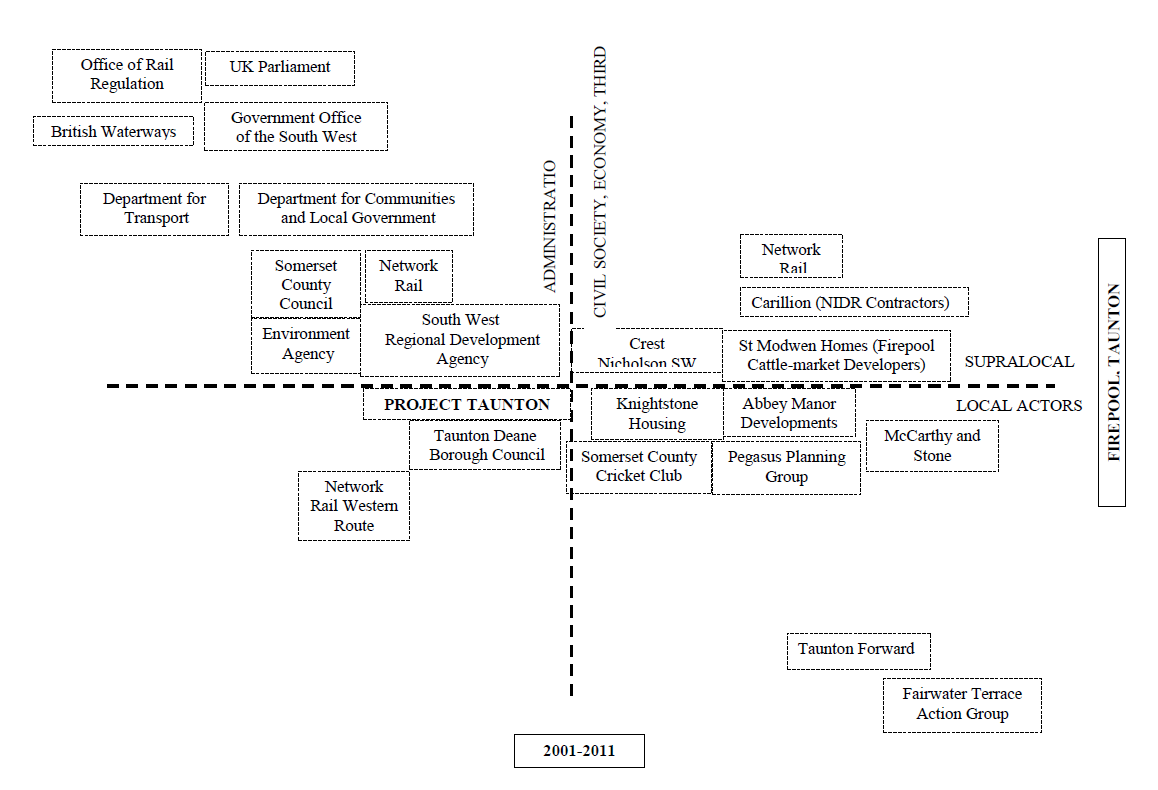 Office of Rail
Regulation
UK Parliament
British Waterways
Government Office
of the South West
Department for
Transport
Department for Communities
and Local Government
ADMINISTRATIO
CIVIL SOCIETY, ECONOMY, THIRD
Somerset
County
Council
Network
Rail
Environment
Agency
South West
Regional Development
Agency
Network
Rail
Carillion (NIDR Contractors)
Crest
Nicholson SW
St Modwen Homes (Firepool
Cattle-market Developers)
SUPRALOCAL
FIREPOOL. TAUNTON
PROJECT TAUNTON
Knightstone
Housing
Abbey Manor
Developments
LOCAL ACTORS
Taunton Deane
Borough Council
Somerset County
Cricket Club
Pegasus Planning
Group
McCarthy and
Stone
Network
Rail Western
Route
Taunton Forward
Fairwater Terrace
Action Group
2001-2011